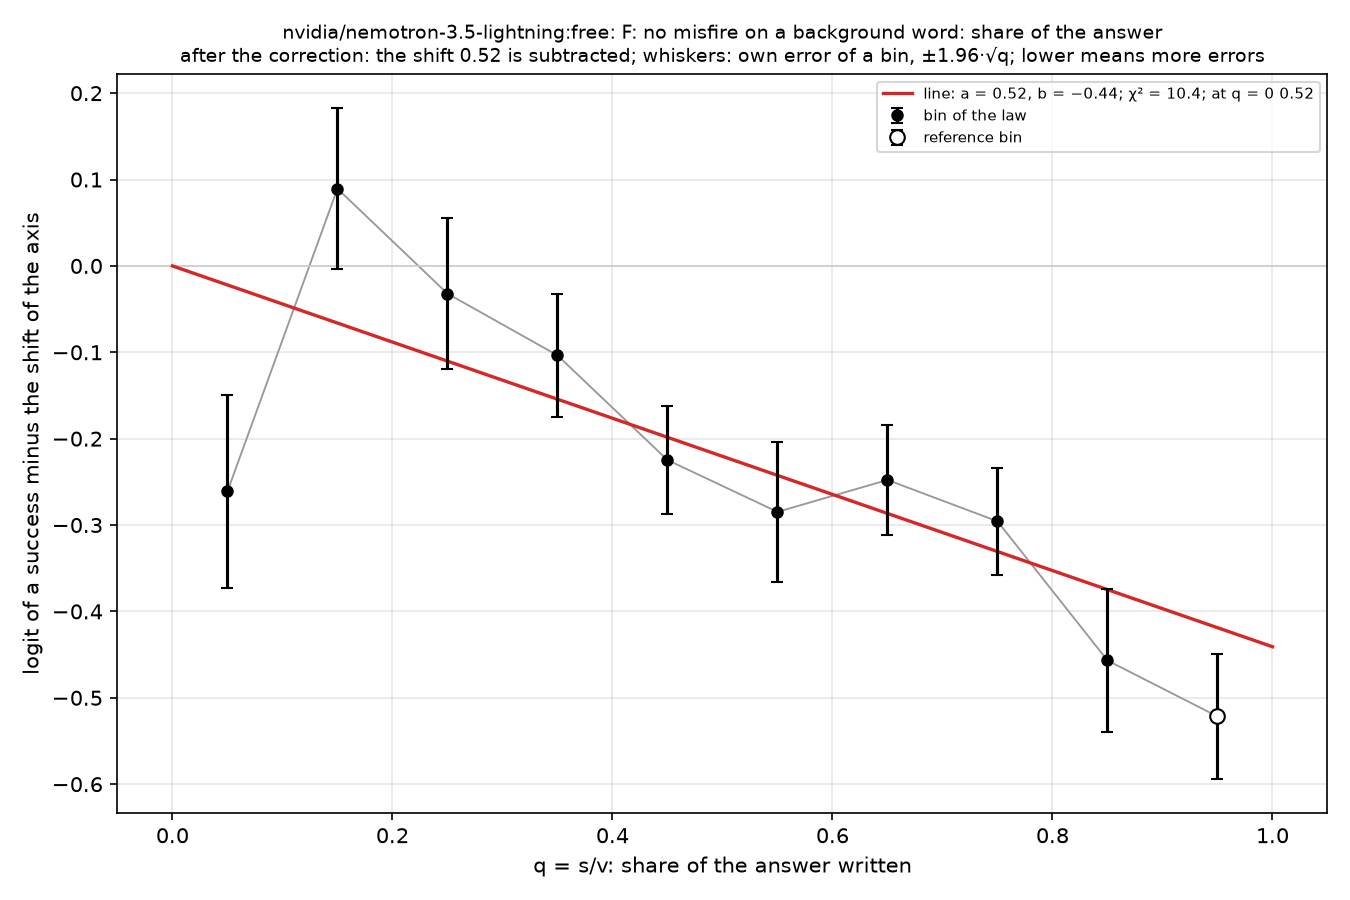 nvidia/nemotron-3.5-lightning:free: F: no misfire on a background word: share of the answer
after the correction: the shift 0.52 is subtracted; whiskers: own error of a bin, ±1.96·√q; lower means more errors
line: a = 0.52, b = −0.44; χ² = 10.4; at q = 0 0.52
bin of the law
reference bin
logit of a success minus the shift of the axis
0.2
0.1
0.0
−0.1
−0.2
−0.3
−0.4
−0.5
−0.6
0.0 0.2 0.4 0.6 0.8 1.0
q = s/v: share of the answer written